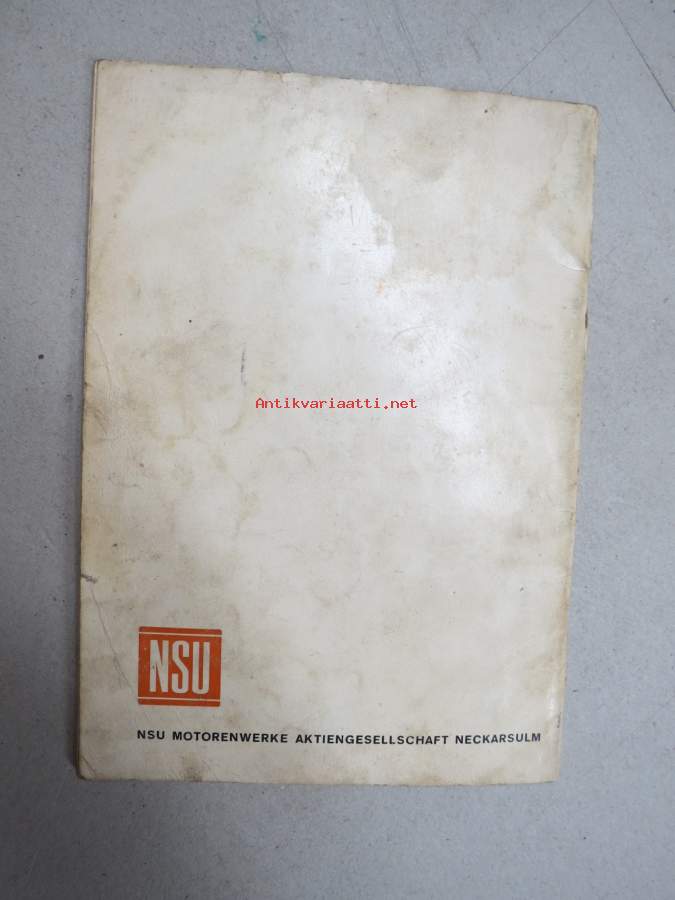 Antikvariaatti.net
NSU
NSU MOTORENWERKE AKTIENGESELLSCHAFT NECKARSULM